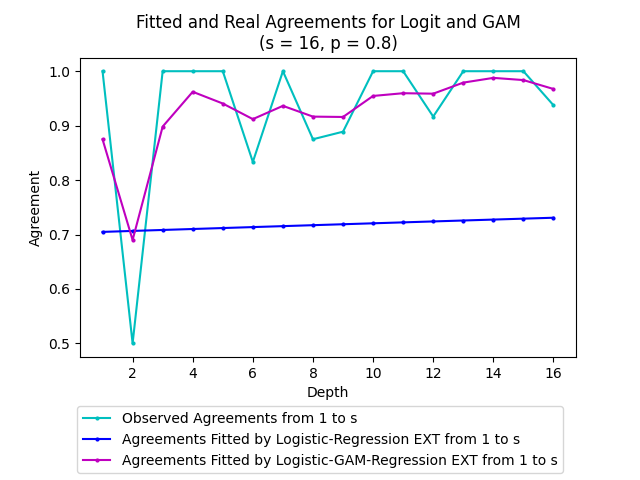 Fitted and Real Agreements for Logit and GAM
(s = 16, p = 0.8)
1.0
0.9
0.8
0.7
0.6
0.5
Agreement
2 4 6 8 10 12 14 16
Depth
Observed Agreements from 1 to s
Agreements Fitted by Logistic-Regression EXT from 1 to s
Agreements Fitted by Logistic-GAM-Regression EXT from 1 to s